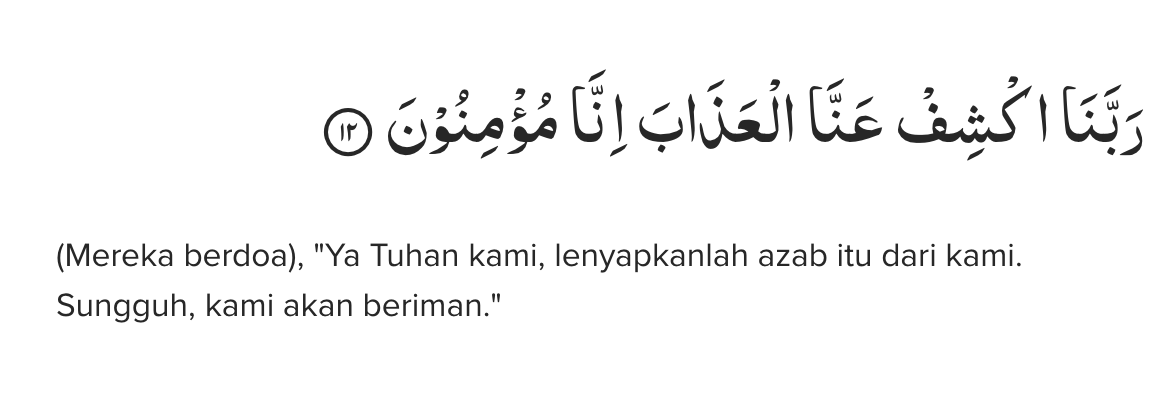 رَبَّنَا اكْشِفْ عَنَّا الْعَذَابَ اِنَّا مُؤْمِنُوْنَ ١٢
(Mereka berdoa), "Ya Tuhan kami, lenyapkanlah azab itu dari kami.
Sungguh, kami akan beriman."